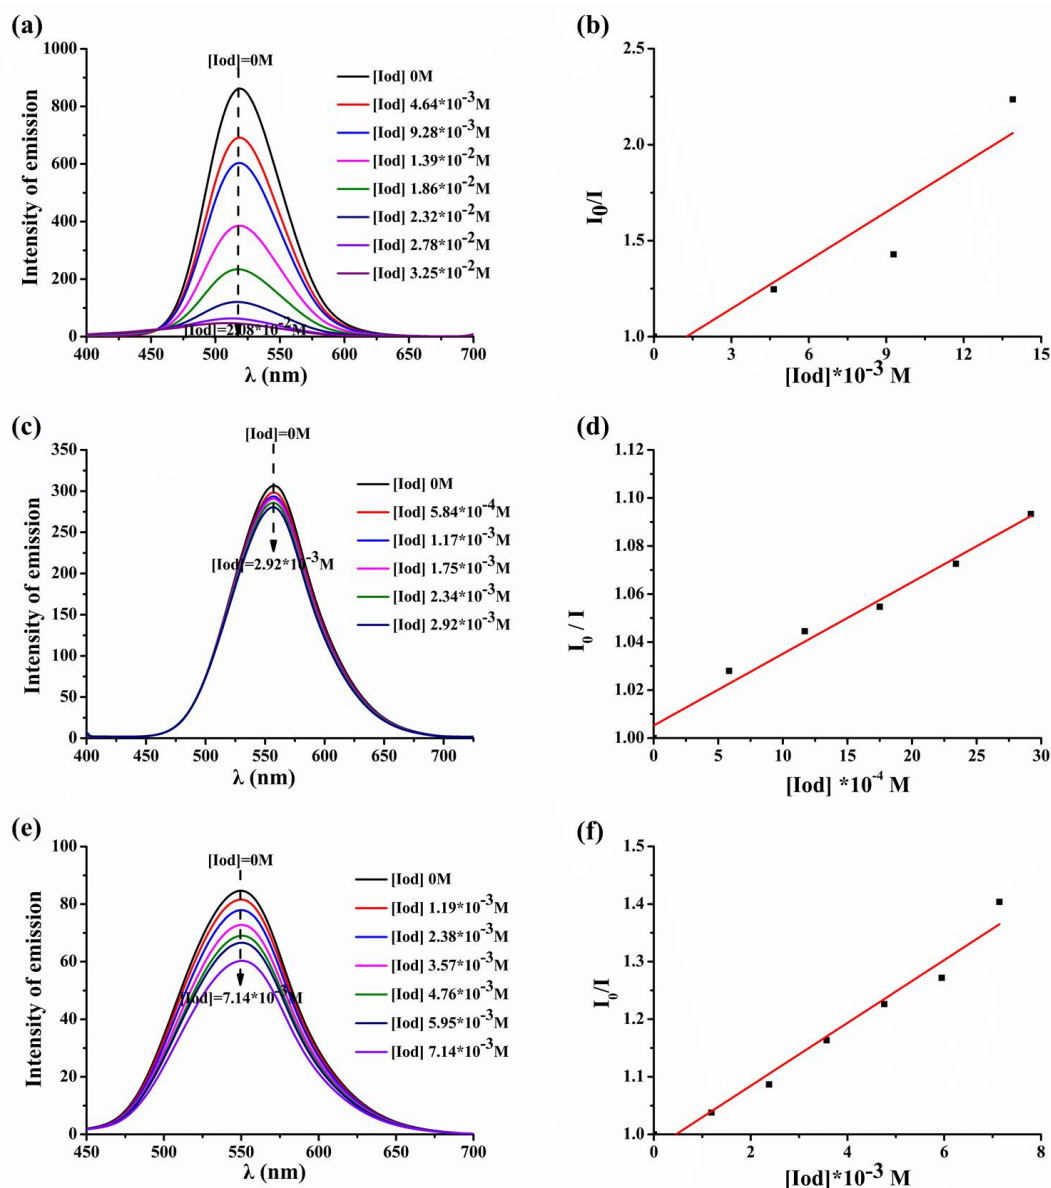 (a)
1000
800
600
400
200
0
400
450
500
550
600
650
700
Intensity of emission
λ (nm)
[Iod]=0M
[Iod] 0M
[Iod] 4.64*10-3M
[Iod] 9.28*10-3M
[Iod] 1.39*10-2M
[Iod] 1.86*10-2M
[Iod] 2.32*10-2M
[Iod] 2.78*10-2M
[Iod] 3.25*10-2M
(b)
2.5
2.0
1.5
1.0
0
3
6
9
12
15
I0/I
[Iod]*10-3 M
(c)
350
300
250
200
150
100
50
0
400
450
500
550
600
650
700
Intensity of emission
λ (nm)
[Iod]=0M
[Iod]=2.92*10-3M
[Iod] 0M
[Iod] 5.84*10-4M
[Iod] 1.17*10-3M
[Iod] 1.75*10-3M
[Iod] 2.34*10-3M
[Iod] 2.92*10-3M
(d)
1.12
1.10
1.08
1.06
1.04
1.02
1.00
0
5
10
15
20
25
30
I0 / I
[Iod] *10-4 M
(e)
100
80
60
40
20
0
450
500
550
600
650
700
Intensity of emission
λ (nm)
[Iod]=0M
[Iod]=7.14*10-3M
[Iod] 0M
[Iod] 1.19*10-3M
[Iod] 2.38*10-3M
[Iod] 3.57*10-3M
[Iod] 4.76*10-3M
[Iod] 5.95*10-3M
[Iod] 7.14*10-3M
(f)
1.5
1.4
1.3
1.2
1.1
1.0
0
2
4
6
8
I0/I
[Iod]*10-3 M